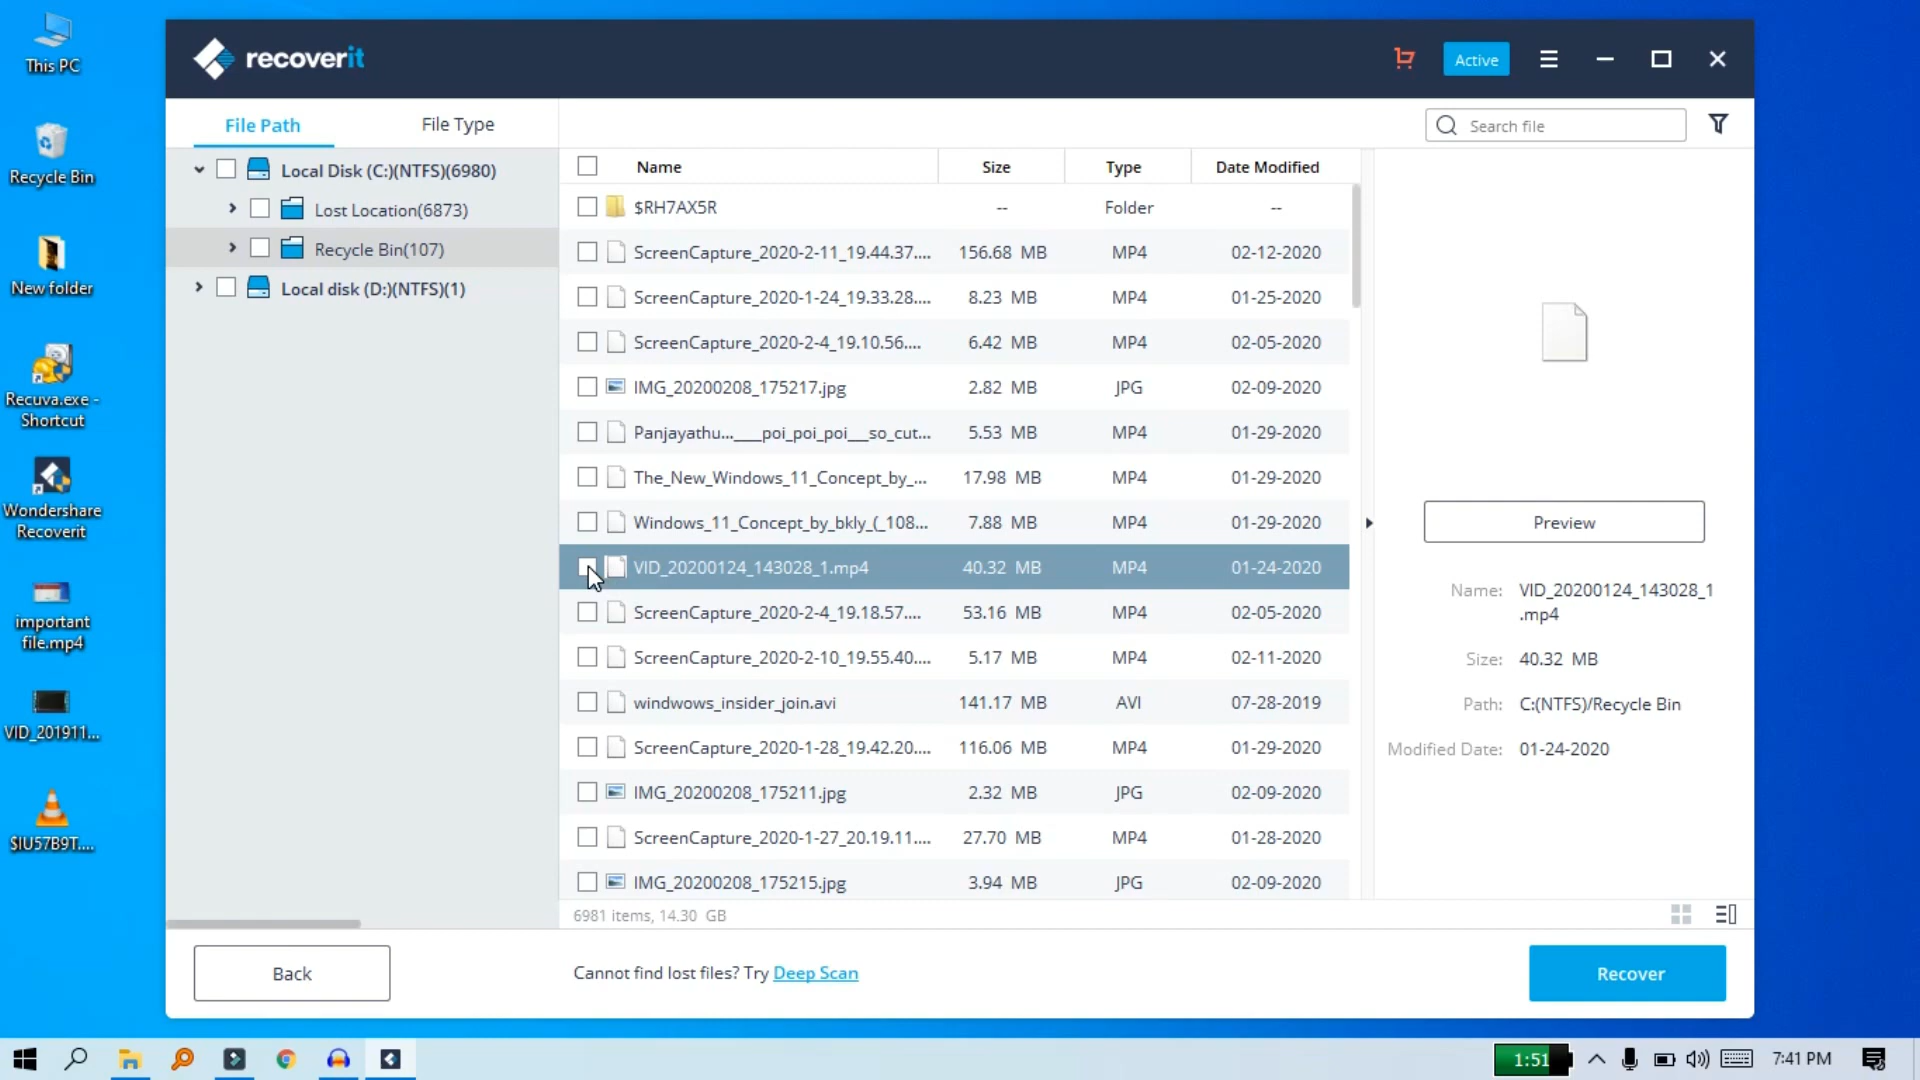 This PC
Recycle Bin
New folder
Recuva.exe -
Shortcut
Wondershare
Recoverit
important
file.mp4
VID_201911...
$IU57B9T....
recoverit
Active
File Path
File Type
Search file
Local Disk (C:)(NTFS)(6980)
Lost Location(6873)
Recycle Bin(107)
Local disk (D:)(NTFS)(1)
Name Size Type Date Modified
$RH7AX5R -- Folder --
ScreenCapture_2020-2-11_19.44.37.... 156.68 MB MP4 02-12-2020
ScreenCapture_2020-1-24_19.33.28.... 8.23 MB MP4 01-25-2020
ScreenCapture_2020-2-4_19.10.56.... 6.42 MB MP4 02-05-2020
IMG_20200208_175217.jpg 2.82 MB JPG 02-09-2020
Panjayathu...____poi_poi_poi___so_cut... 5.53 MB MP4 01-29-2020
The_New_Windows_11_Concept_by_... 17.98 MB MP4 01-29-2020
Windows_11_Concept_by_bkly_(_108... 7.88 MB MP4 01-29-2020
VID_20200124_143028_1.mp4 40.32 MB MP4 01-24-2020
ScreenCapture_2020-2-4_19.18.57.... 53.16 MB MP4 02-05-2020
ScreenCapture_2020-2-10_19.55.40.... 5.17 MB MP4 02-11-2020
windwows_insider_join.avi 141.17 MB AVI 07-28-2019
ScreenCapture_2020-1-28_19.42.20.... 116.06 MB MP4 01-29-2020
IMG_20200208_175211.jpg 2.32 MB JPG 02-09-2020
ScreenCapture_2020-1-27_20.19.11.... 27.70 MB MP4 01-28-2020
IMG_20200208_175215.jpg 3.94 MB JPG 02-09-2020
6981 items, 14.30 GB
Preview
Name: VID_20200124_143028_1
.mp4
Size: 40.32 MB
Path: C:(NTFS)/Recycle Bin
Modified Date: 01-24-2020
Back
Cannot find lost files? Try Deep Scan
Recover
1:51
7:41 PM